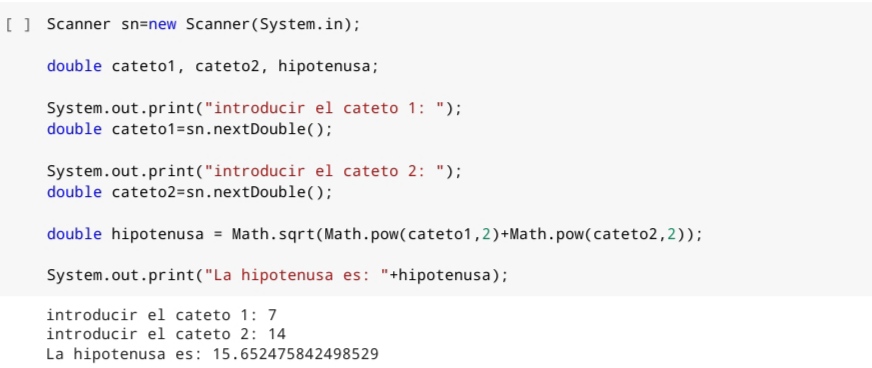 [ ] Scanner sn=new Scanner(System.in);
double cateto1, cateto2, hipotenusa;
System.out.print("introducir el cateto 1: ");
double cateto1=sn.nextDouble();
System.out.print("introducir el cateto 2: ");
double cateto2=sn.nextDouble();
double hipotenusa = Math.sqrt(Math.pow(cateto1,2)+Math.pow(cateto2,2));
System.out.print("La hipotenusa es: "+hipotenusa);
introducir el cateto 1: 7
introducir el cateto 2: 14
La hipotenusa es: 15.652475842498529